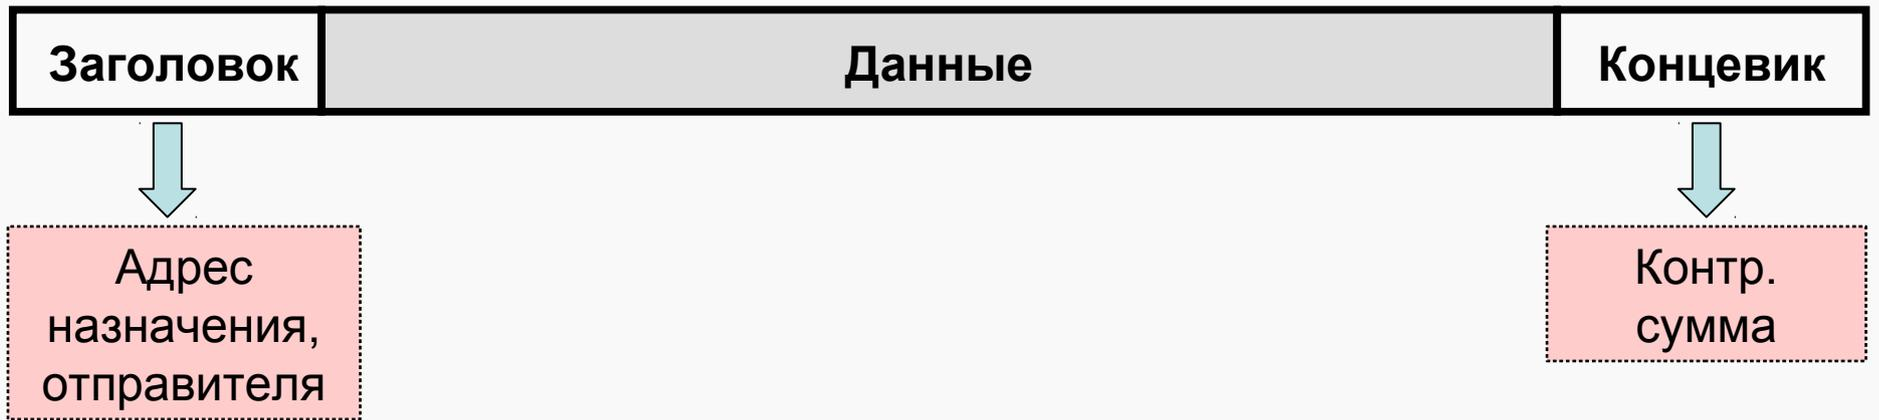 Заголовок Данные Концевик
Адрес
назначения,
отправителя
Контр.
сумма